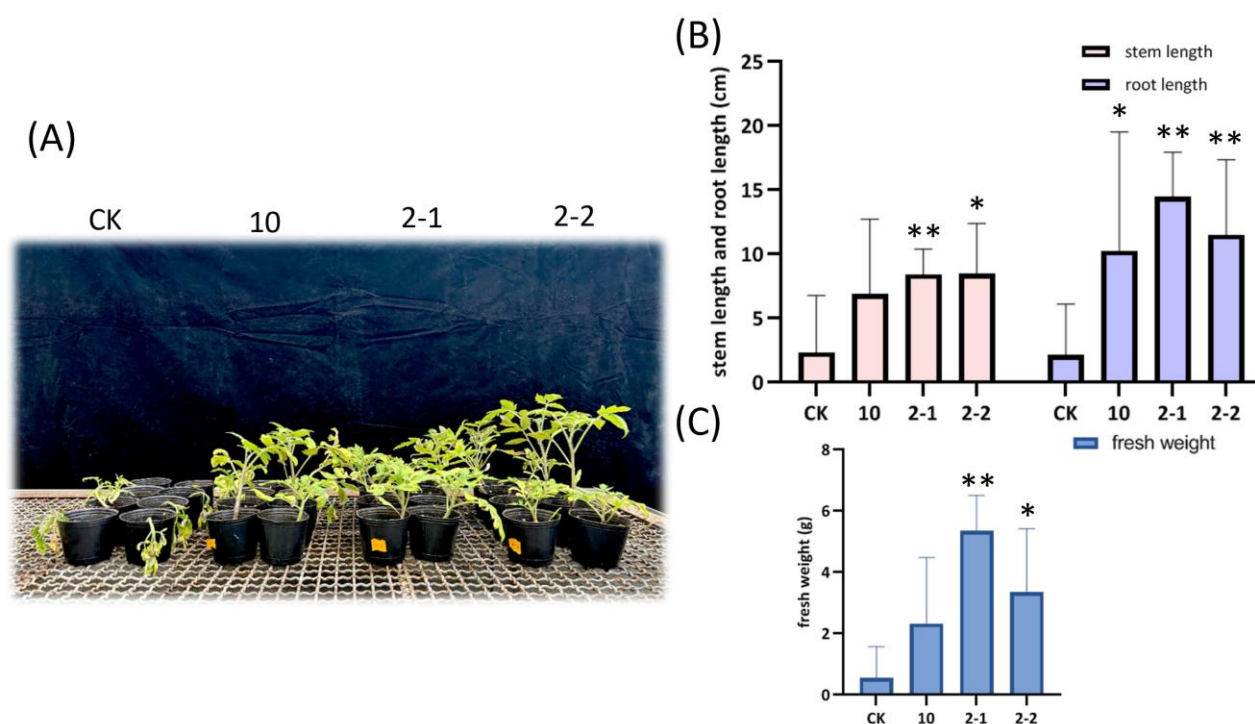 (A)
CK 10 2-1 2-2
(B)
stem length
root length
stem length and root length (cm)
25
20
15
10
5
0
*
**
*
**
**
CK 10 2-1 2-2 CK 10 2-1 2-2
(C)
fresh weight
fresh weight (g)
8
6
4
2
0
**
*
CK 10 2-1 2-2